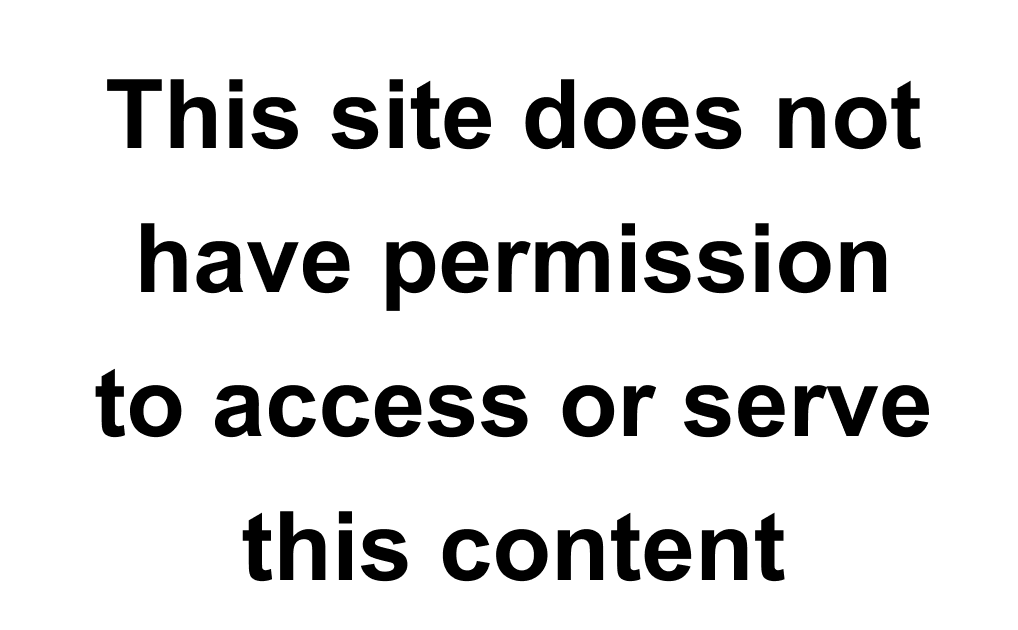 This site does not
have permission
to access or serve
this content